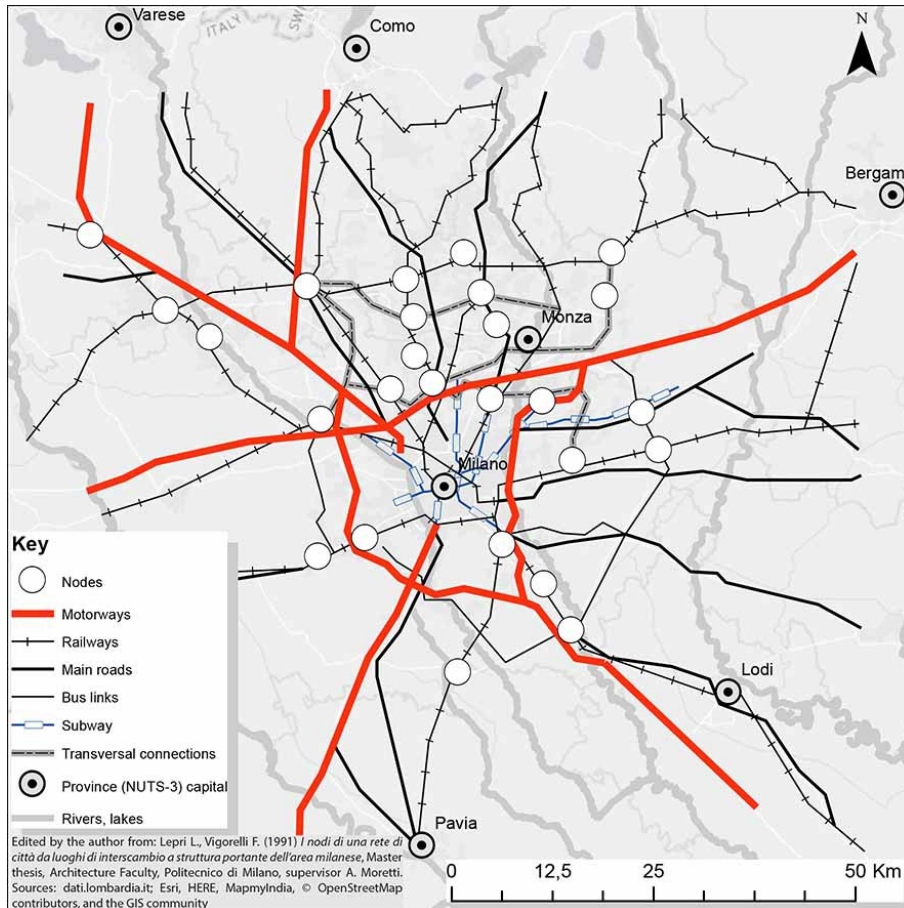 Varese
ITALY
Como
N
Bergam
Monza
Milano
Key
Nodes
Motorways
Railways
Main roads
Bus links
Subway
Transversal connections
Province (NUTS-3) capital
Rivers, lakes
Lodi
Pavia
Edited by the author from: Lepri L., Vigorelli F. (1991) I nodi di una rete di
città da luoghi di interscambio a struttura portante dell'area milanese, Master
thesis, Architecture Faculty, Politecnico di Milano, supervisor A. Moretti.
Sources: dati.lombardia.it; Esri, HERE, MapmyIndia, © OpenStreetMap
contributors, and the GIS community
0 12,5 25 50 Km